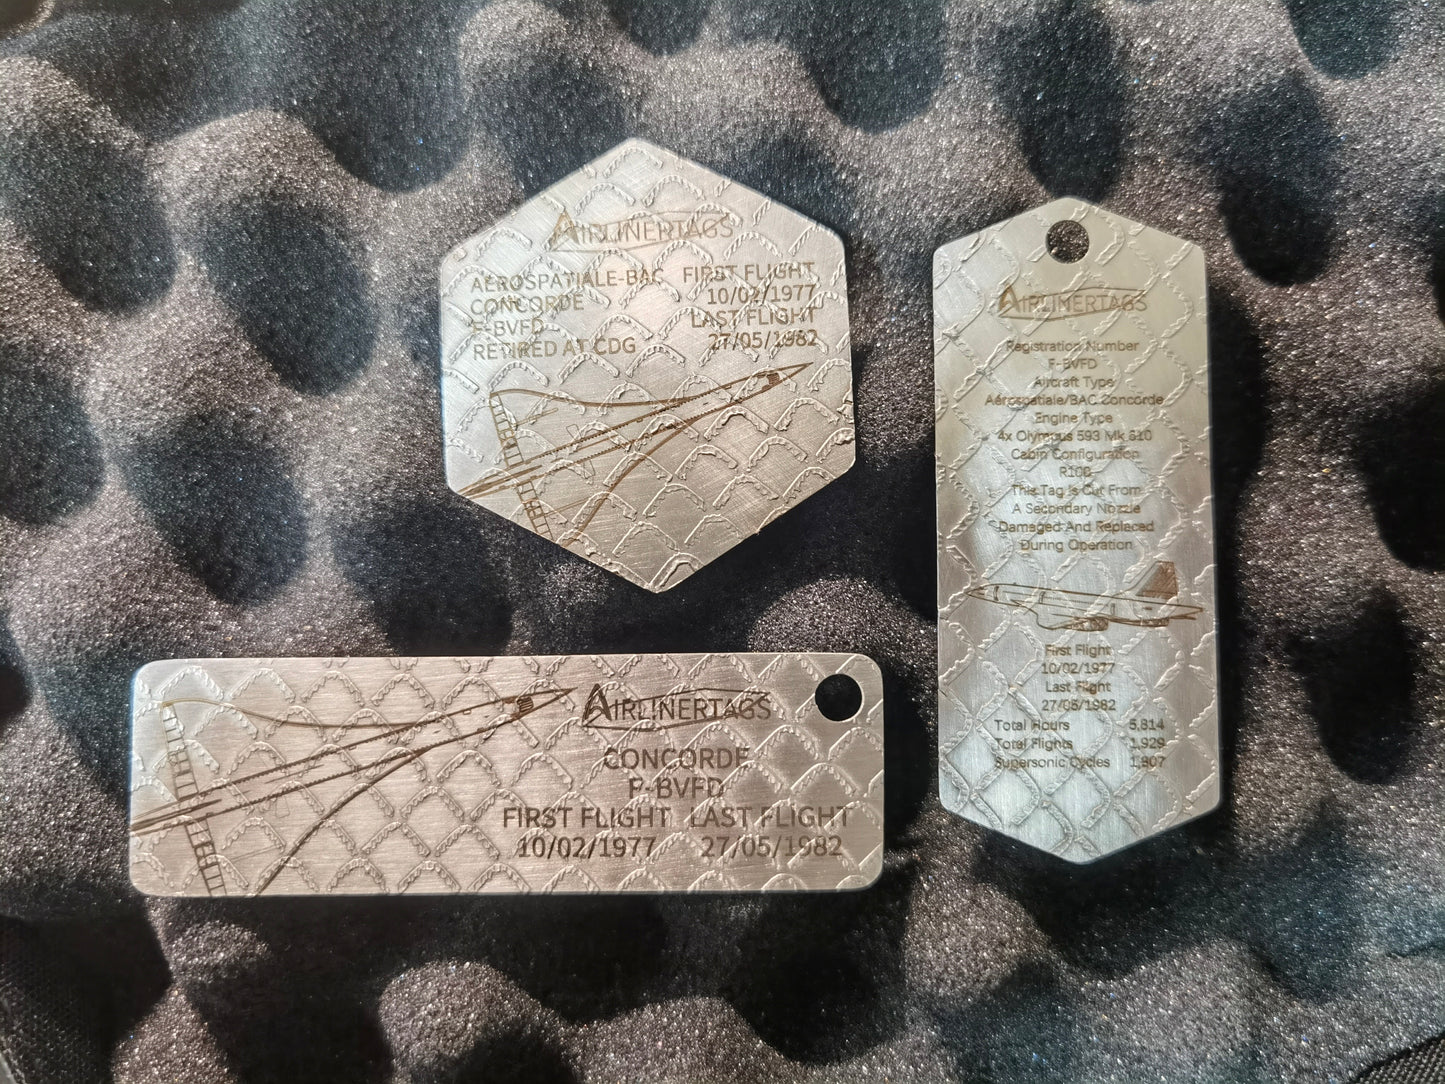 AIRLINERTAGS
AEROSPATIALE-BAC
CONCORDE
F-BVFD
RETIRED AT CDG
FIRST FLIGHT
10/02/1977
LAST FLIGHT
27/05/1982
AIRLINERTAGS
Registration Number
F-BVFD
Aircraft Type
Aérospatiale/BAC Concorde
Engine Type
4x Olympus 593 Mk 610
Cabin Configuration
R100
This Tag Is Cut From
A Secondary Nozzle
Damaged And Replaced
During Operation
First Flight
10/02/1977
Last Flight
27/05/1982
Total Hours 5,814
Total Flights 1,929
Supersonic Cycles 1,807
AIRLINERTAGS
CONCORDE
F-BVFD
FIRST FLIGHT LAST FLIGHT
10/02/1977 27/05/1982